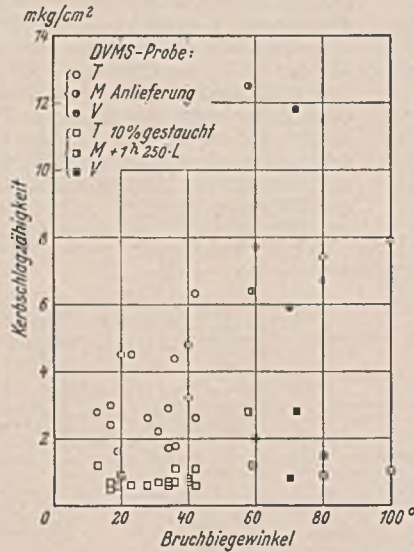 mkg/cm²
14
DVMS-Probe:
T
M Anlieferung
V
T 10% gestaucht
M + 1ʰ 250·L
V
12
10
8
6
4
2
0
20
40
60
80
100°
Kerbschlagzähigkeit
Bruchbiegewinkel